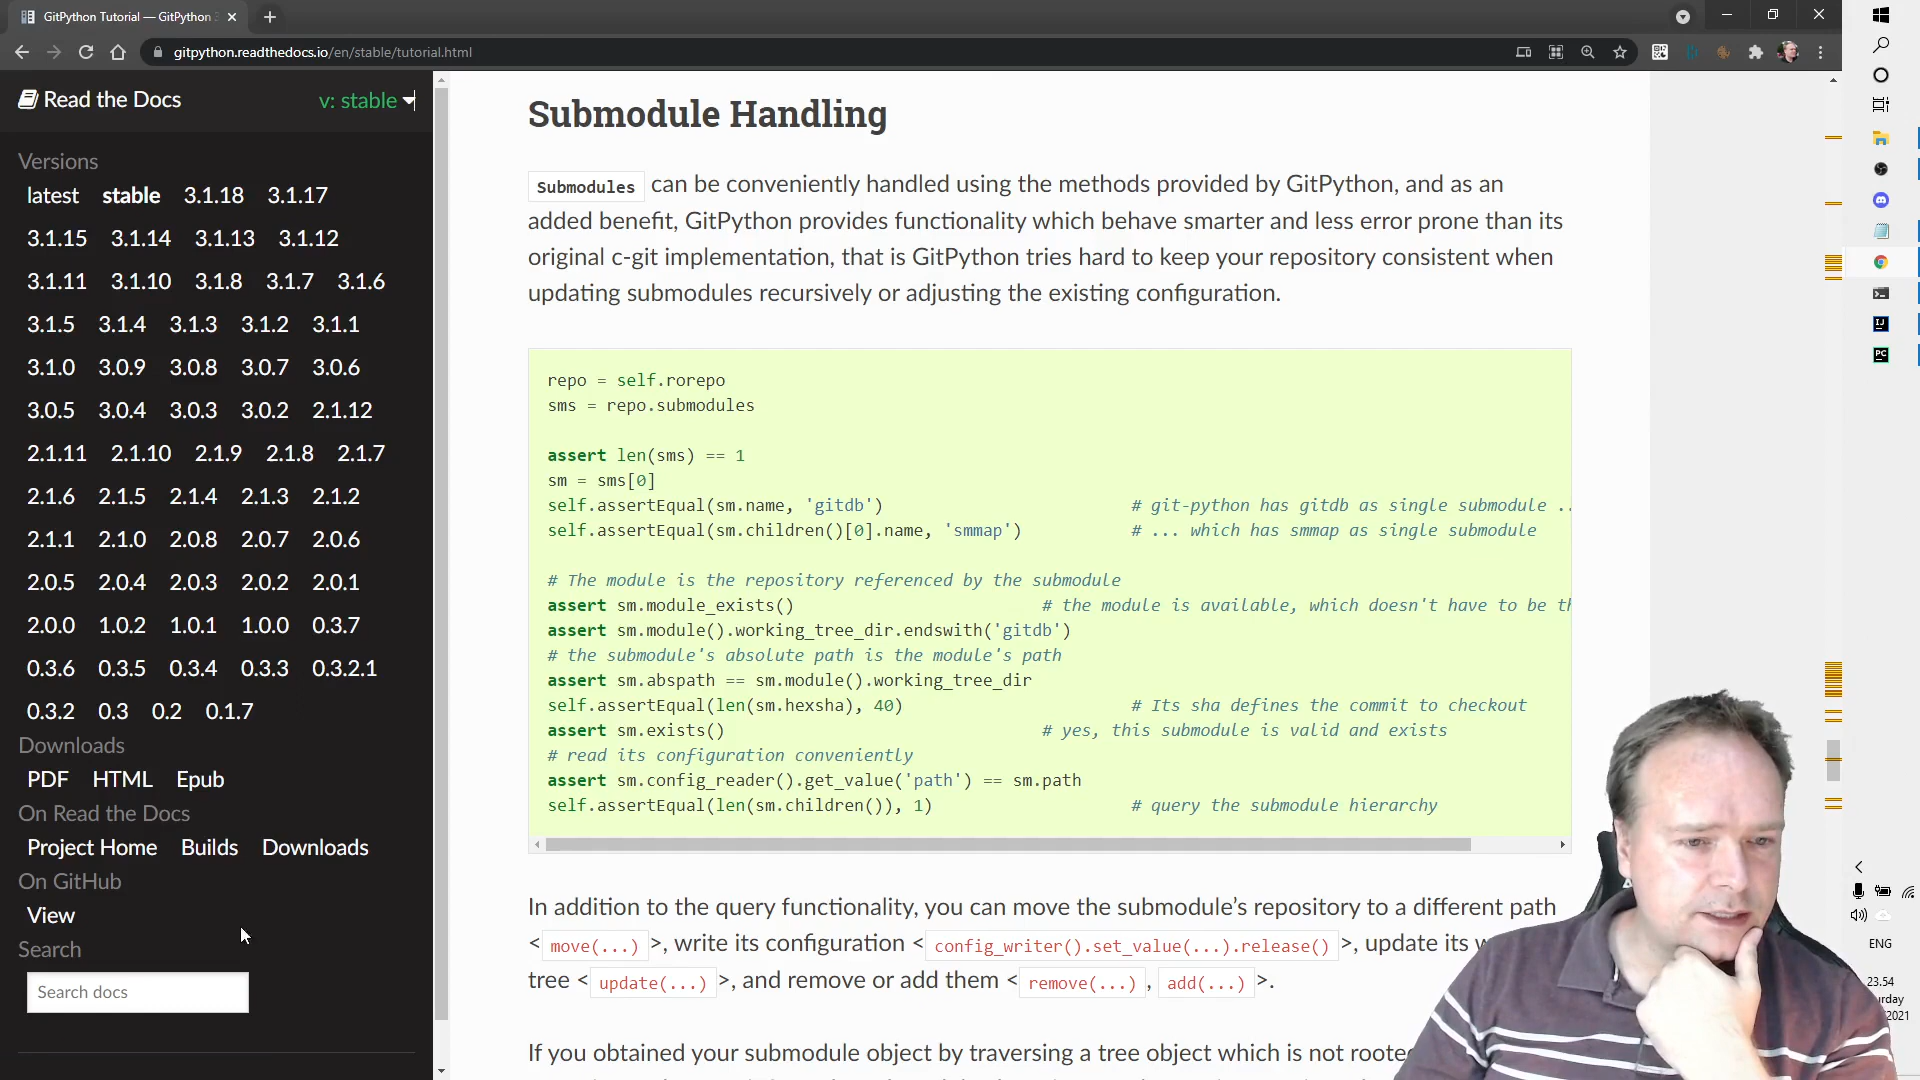 GitPython Tutorial — GitPython
gitpython.readthedocs.io/en/stable/tutorial.html
Read the Docs
v: stable
Versions
latest stable 3.1.18 3.1.17
3.1.15 3.1.14 3.1.13 3.1.12
3.1.11 3.1.10 3.1.8 3.1.7 3.1.6
3.1.5 3.1.4 3.1.3 3.1.2 3.1.1
3.1.0 3.0.9 3.0.8 3.0.7 3.0.6
3.0.5 3.0.4 3.0.3 3.0.2 2.1.12
2.1.11 2.1.10 2.1.9 2.1.8 2.1.7
2.1.6 2.1.5 2.1.4 2.1.3 2.1.2
2.1.1 2.1.0 2.0.8 2.0.7 2.0.6
2.0.5 2.0.4 2.0.3 2.0.2 2.0.1
2.0.0 1.0.2 1.0.1 1.0.0 0.3.7
0.3.6 0.3.5 0.3.4 0.3.3 0.3.2.1
0.3.2 0.3 0.2 0.1.7
Downloads
PDF HTML Epub
On Read the Docs
Project Home Builds Downloads
On GitHub
View
Search
Search docs
Submodule Handling
Submodules can be conveniently handled using the methods provided by GitPython, and as an
added benefit, GitPython provides functionality which behave smarter and less error prone than its
original c-git implementation, that is GitPython tries hard to keep your repository consistent when
updating submodules recursively or adjusting the existing configuration.
repo = self.rorepo
sms = repo.submodules
assert len(sms) == 1
sm = sms[0]
self.assertEqual(sm.name, 'gitdb') # git-python has gitdb as single submodule ..
self.assertEqual(sm.children()[0].name, 'smmap') # ... which has smmap as single submodule
# The module is the repository referenced by the submodule
assert sm.module_exists() # the module is available, which doesn't have to be
assert sm.module().working_tree_dir.endswith('gitdb')
# the submodule's absolute path is the module's path
assert sm.abspath == sm.module().working_tree_dir
self.assertEqual(len(sm.hexsha), 40) # Its sha defines the commit to checkout
assert sm.exists() # yes, this submodule is valid and exists
# read its configuration conveniently
assert sm.config_reader().get_value('path') == sm.path
self.assertEqual(len(sm.children()), 1) # query the submodule hierarchy
In addition to the query functionality, you can move the submodule's repository to a different path
< move(...) >, write its configuration < config_writer().set_value(...).release() >, update its
tree < update(...) >, and remove or add them < remove(...) , add(...) >.
If you obtained your submodule object by traversing a tree object which is not
IJ
PC
ENG
23.54
2021